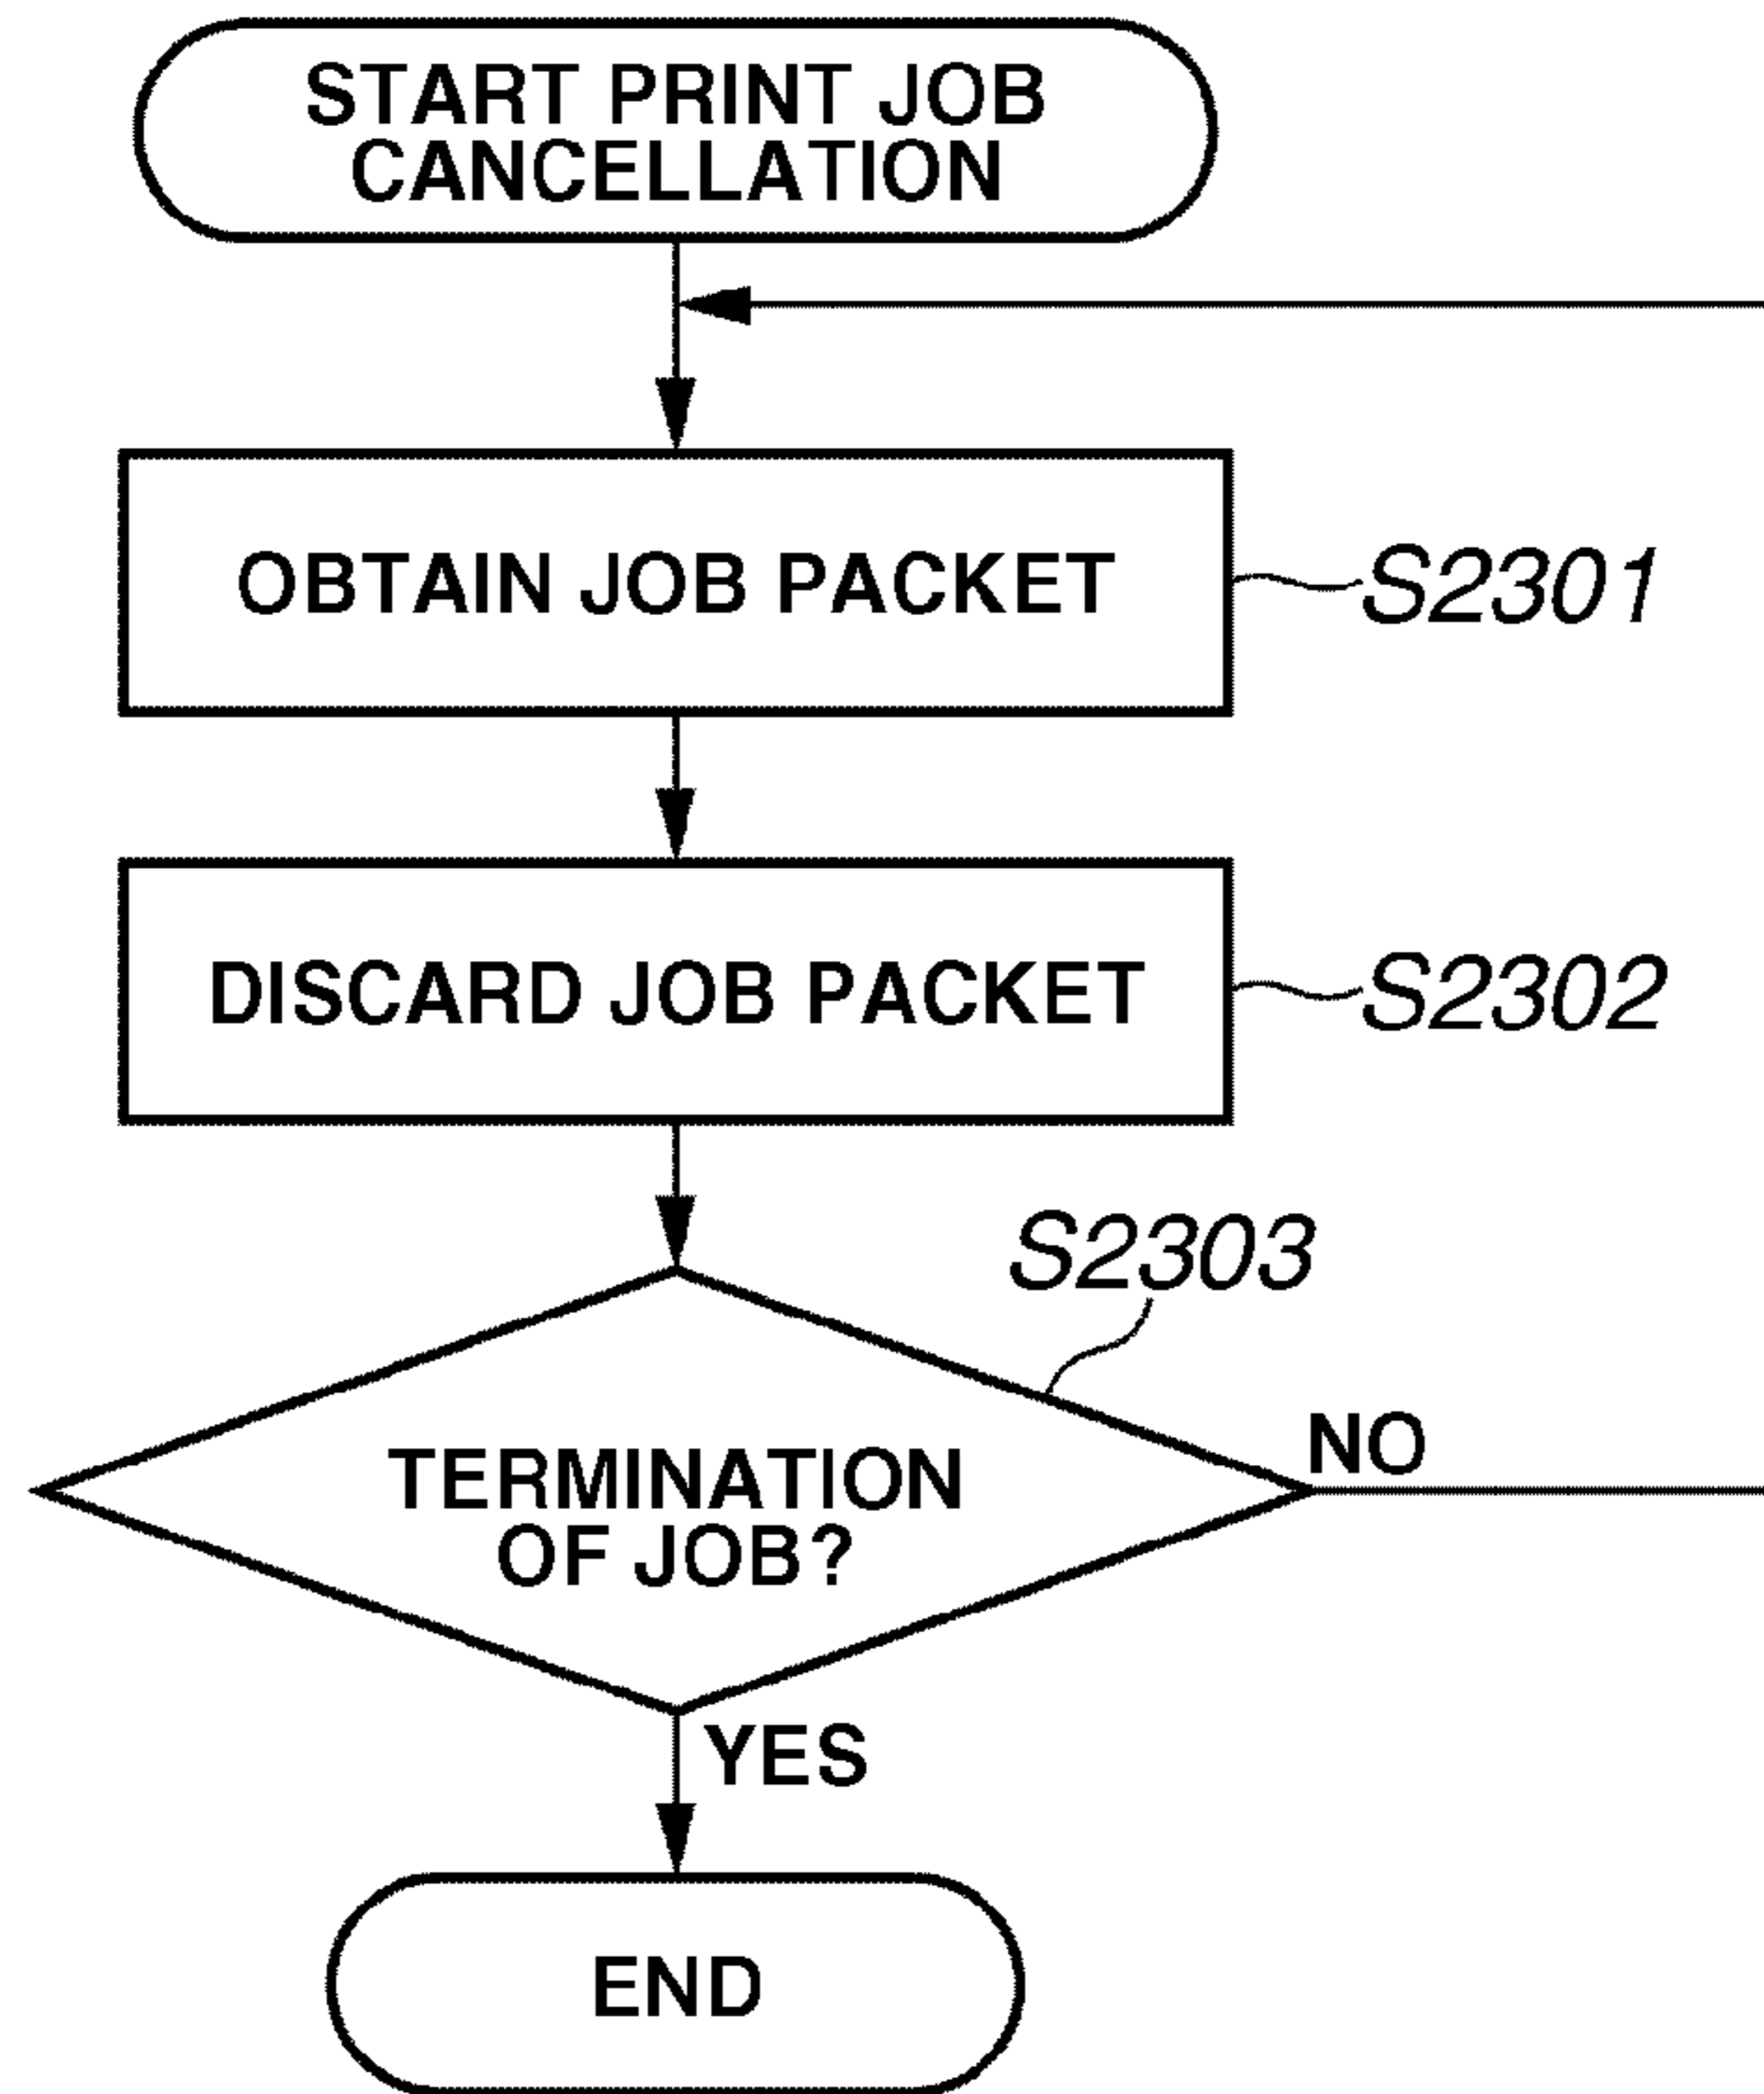 START PRINT JOB
CANCELLATION
OBTAIN JOB PACKET
S2301
DISCARD JOB PACKET
S2302
S2303
TERMINATION
OF JOB?
NO
YES
END